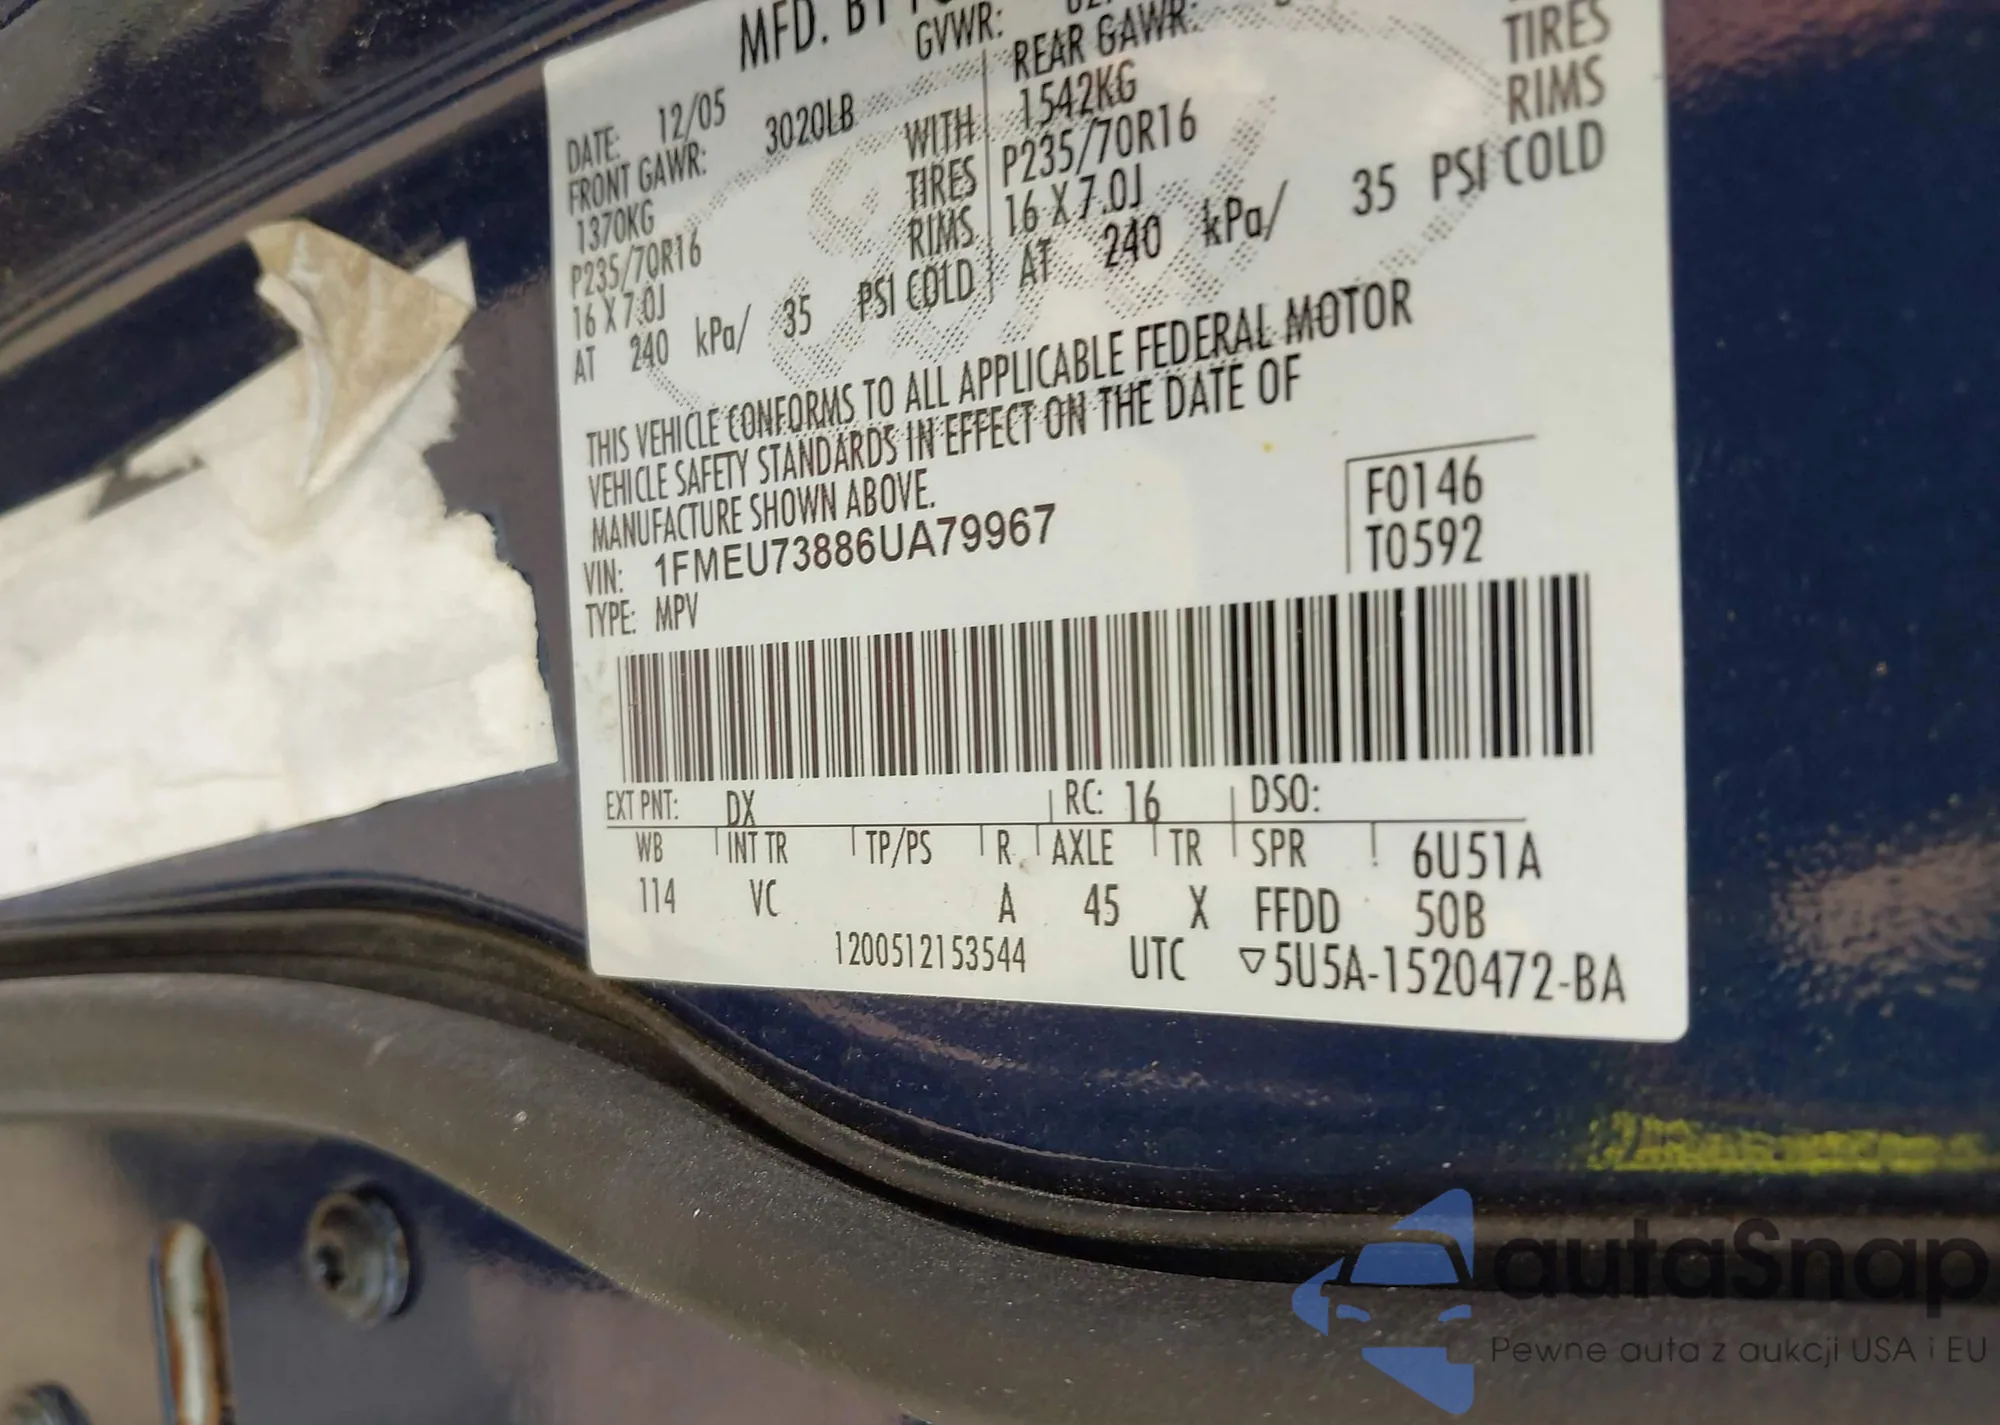 MFD. BY
GVWR:
DATE: 12/05
FRONT GAWR: 3020LB
1370KG WITH
P235/70R16 TIRES
16 X 7.0J RIMS
AT 240 kPa/ 35 PSI COLD
REAR GAWR:
1542KG
P235/70R16 TIRES
16 X 7.0J RIMS
AT 240 kPa/ 35 PSI COLD
THIS VEHICLE CONFORMS TO ALL APPLICABLE FEDERAL MOTOR
VEHICLE SAFETY STANDARDS IN EFFECT ON THE DATE OF
MANUFACTURE SHOWN ABOVE.
VIN: 1FMEU73886UA79967
TYPE: MPV
F0146
T0592
EXT PNT: DX RC: 16 DSO:
WB INT TR TP/PS R AXLE TR SPR 6U51A
114 VC A 45 X FFDD 50B
1200512153544 UTC ▽5U5A-1520472-BA
autaSnap
Pewne auta z aukcji USA i EU